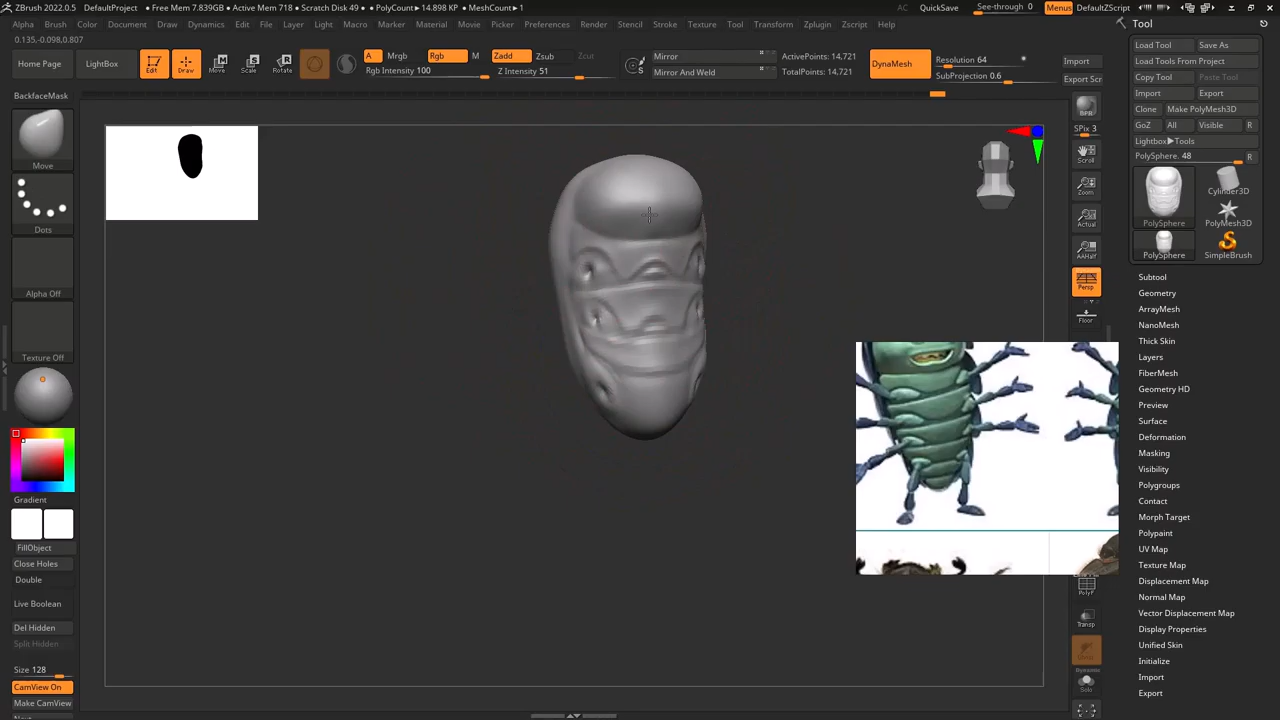 ZBrush 2022.0.5 DefaultProject • Free Mem 7.839GB • Active Mem 718 • Scratch Disk 49 • PolyCount▸14.898 KP • MeshCount▸1 AC QuickSave See-through 0 Menus DefaultZScript
Alpha Brush Color Document Draw Dynamics Edit File Layer Light Macro Marker Material Movie Picker Preferences Render Stencil Stroke Texture Tool Transform Zplugin Zscript Help
0.135,-0.098,0.807
Home Page LightBox Edit Draw Move Scale Rotate A Mrgb Rgb M Zadd Zsub Zcut
Rgb Intensity 100 Z Intensity 51
Mirror
Mirror And Weld
ActivePoints: 14,721
TotalPoints: 14,721
DynaMesh
Resolution 64
SubProjection 0.6
Import
Export Scr
BackfaceMask
Move
Dots
Alpha Off
Texture Off
Gradient
FillObject
Close Holes
Double
Live Boolean
Del Hidden
Split Hidden
Size 128
CamView On
Make CamView
BPR
SPix 3
Scroll
Zoom
Actual
AAHalf
Persp
Floor
PolyF
Transp
Dynamic
Solo
Tool
Load Tool Save As
Load Tools From Project
Copy Tool Paste Tool
Import Export
Clone Make PolyMesh3D
GoZ All Visible R
Lightbox▸Tools
PolySphere. 48 R
PolySphere
Cylinder3D
PolyMesh3D
PolySphere
SimpleBrush
Subtool
Geometry
ArrayMesh
NanoMesh
Thick Skin
Layers
FiberMesh
Geometry HD
Preview
Surface
Deformation
Masking
Visibility
Polygroups
Contact
Morph Target
Polypaint
UV Map
Texture Map
Displacement Map
Normal Map
Vector Displacement Map
Display Properties
Unified Skin
Initialize
Import
Export